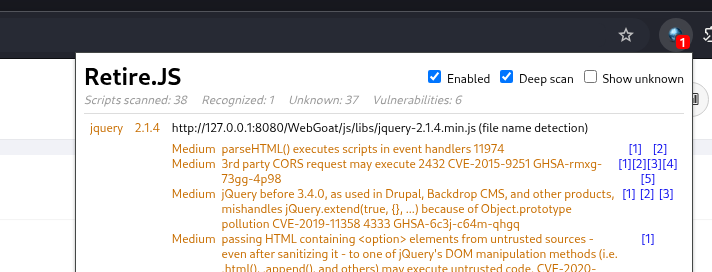 1
Retire.JS
Enabled Deep scan Show unknown
Scripts scanned: 38 Recognized: 1 Unknown: 37 Vulnerabilities: 6
jquery 2.1.4 http://127.0.0.1:8080/WebGoat/js/libs/jquery-2.1.4.min.js (file name detection)
Medium parseHTML() executes scripts in event handlers 11974 [1] [2]
Medium 3rd party CORS request may execute 2432 CVE-2015-9251 GHSA-rmxg- [1][2][3][4]
73gg-4p98 [5]
Medium jQuery before 3.4.0, as used in Drupal, Backdrop CMS, and other products, [1] [2] [3]
mishandles jQuery.extend(true, {}, ...) because of Object.prototype
pollution CVE-2019-11358 4333 GHSA-6c3j-c64m-qhgq
Medium passing HTML containing <option> elements from untrusted sources - [1]
even after sanitizing it - to one of jQuery's DOM manipulation methods (i.e.
.html(), .append(), and others) may execute untrusted code. CVE-2020-